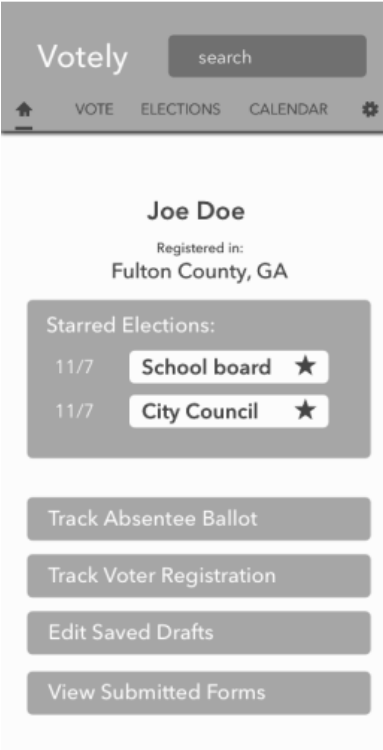 Votely
search
VOTE ELECTIONS CALENDAR
Joe Doe
Registered in:
Fulton County, GA
Starred Elections:
11/7 School board
11/7 City Council
Track Absentee Ballot
Track Voter Registration
Edit Saved Drafts
View Submitted Forms